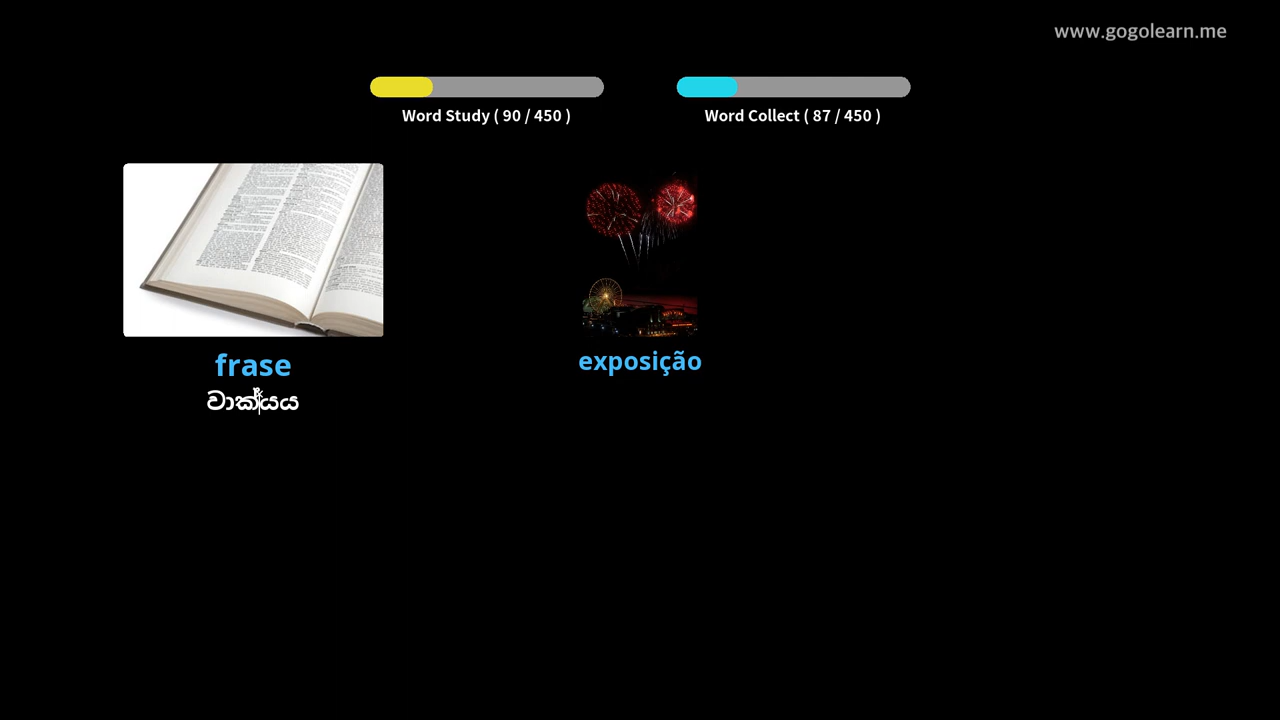 www.gogolearn.me
Word Study ( 90 / 450 )
Word Collect ( 87 / 450 )
frase
වාක්‍යය
exposição